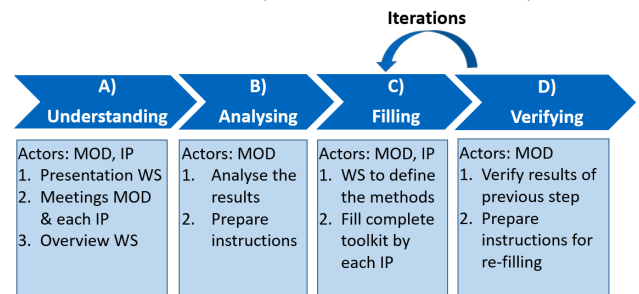 Iterations
A)
Understanding
B)
Analysing
C)
Filling
D)
Verifying
Actors: MOD, IP
1. Presentation WS
2. Meetings MOD
& each IP
3. Overview WS
Actors: MOD
1. Analyse the
results
2. Prepare
instructions
Actors: MOD, IP
1. WS to define
the methods
2. Fill complete
toolkit by
each IP
Actors: MOD
1. Verify results of
previous step
2. Prepare
instructions for
re-filling